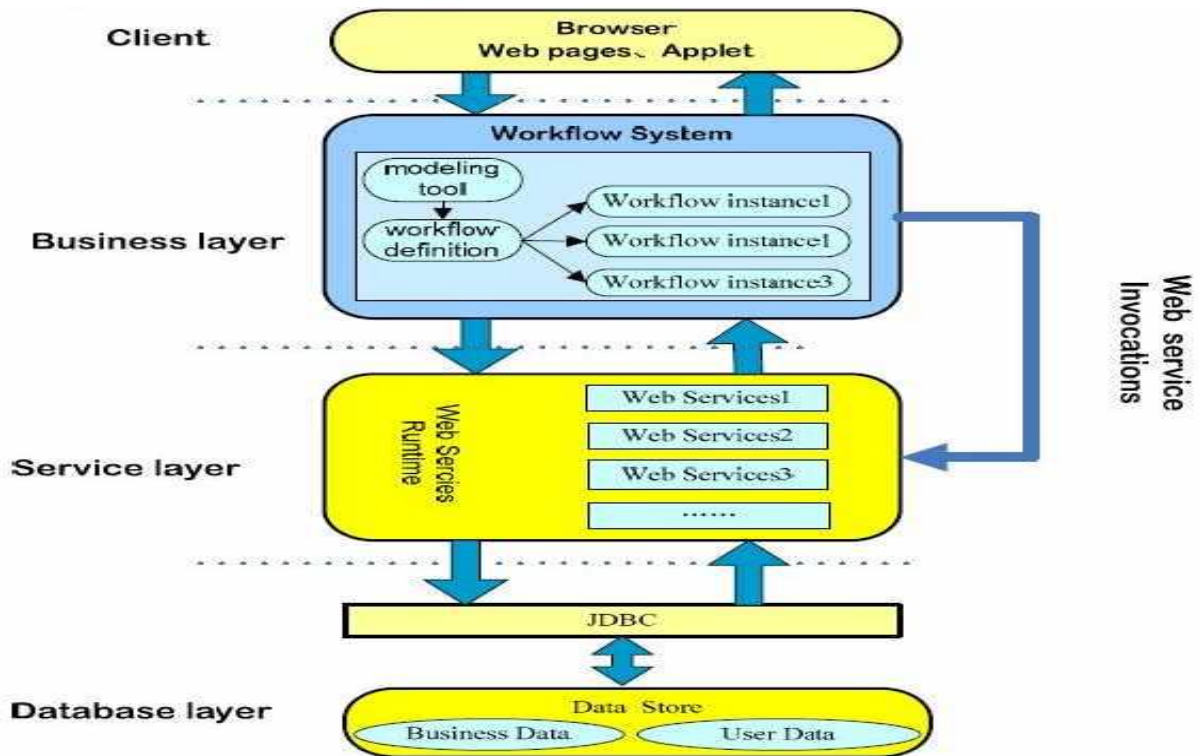 Client
Browser
Web pages、Applet
Workflow System
modeling
tool
workflow
definition
Workflow instance1
Workflow instance1
Workflow instance3
Business layer
Web service
Invocations
Web Services1
Web Services2
Web Services3
......
Web Sercies
Runtime
Service layer
JDBC
Database layer
Data Store
Business Data
User Data